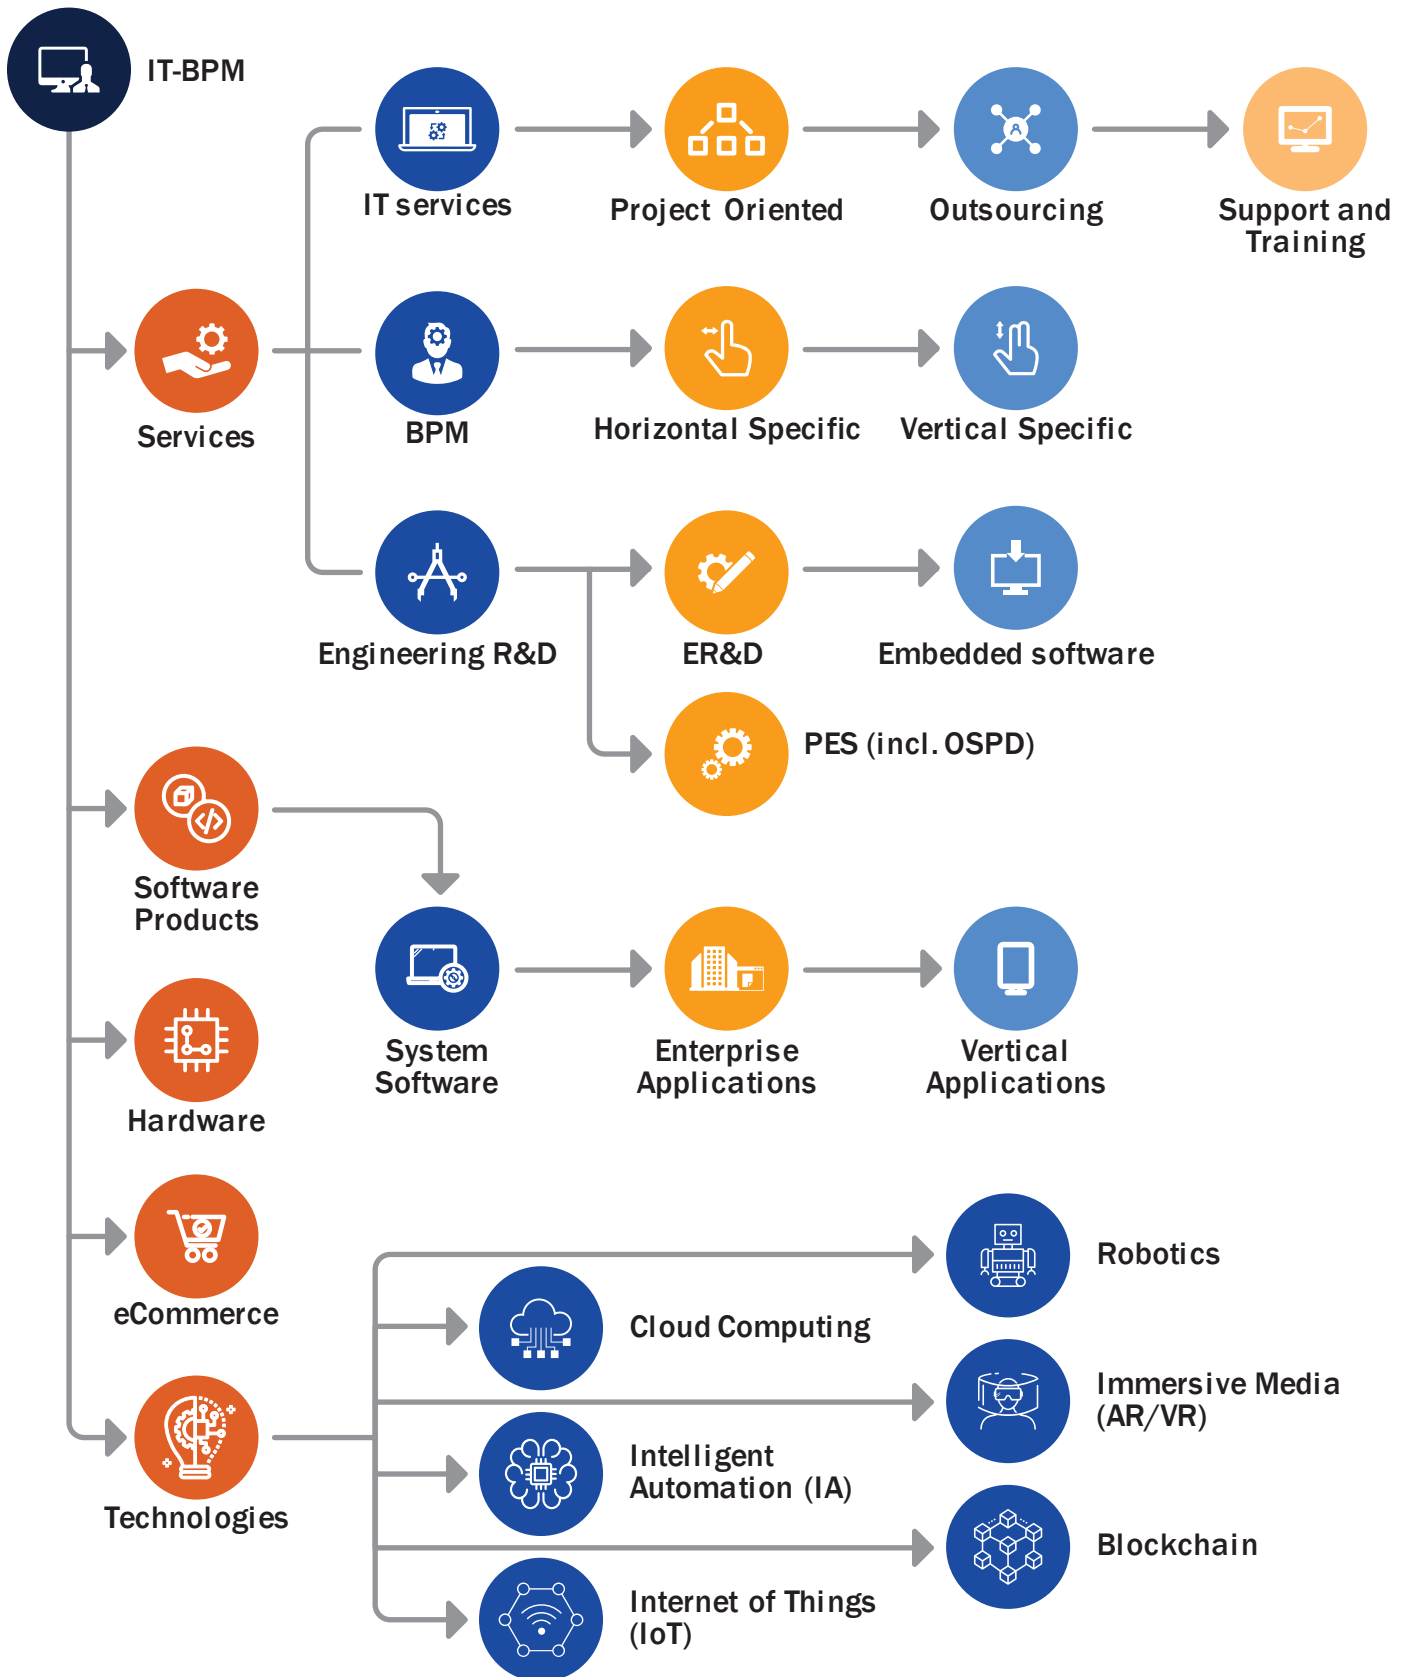 IT-BPM
IT services
Project Oriented
Outsourcing
Support and
Training
Services
BPM
Horizontal Specific
Vertical Specific
Engineering R&D
ER&D
Embedded software
PES (incl. OSPD)
Software
Products
System
Software
Enterprise
Applications
Vertical
Applications
Hardware
eCommerce
Technologies
Robotics
Cloud Computing
Immersive Media
(AR/VR)
Intelligent
Automation (IA)
Blockchain
Internet of Things
(IoT)